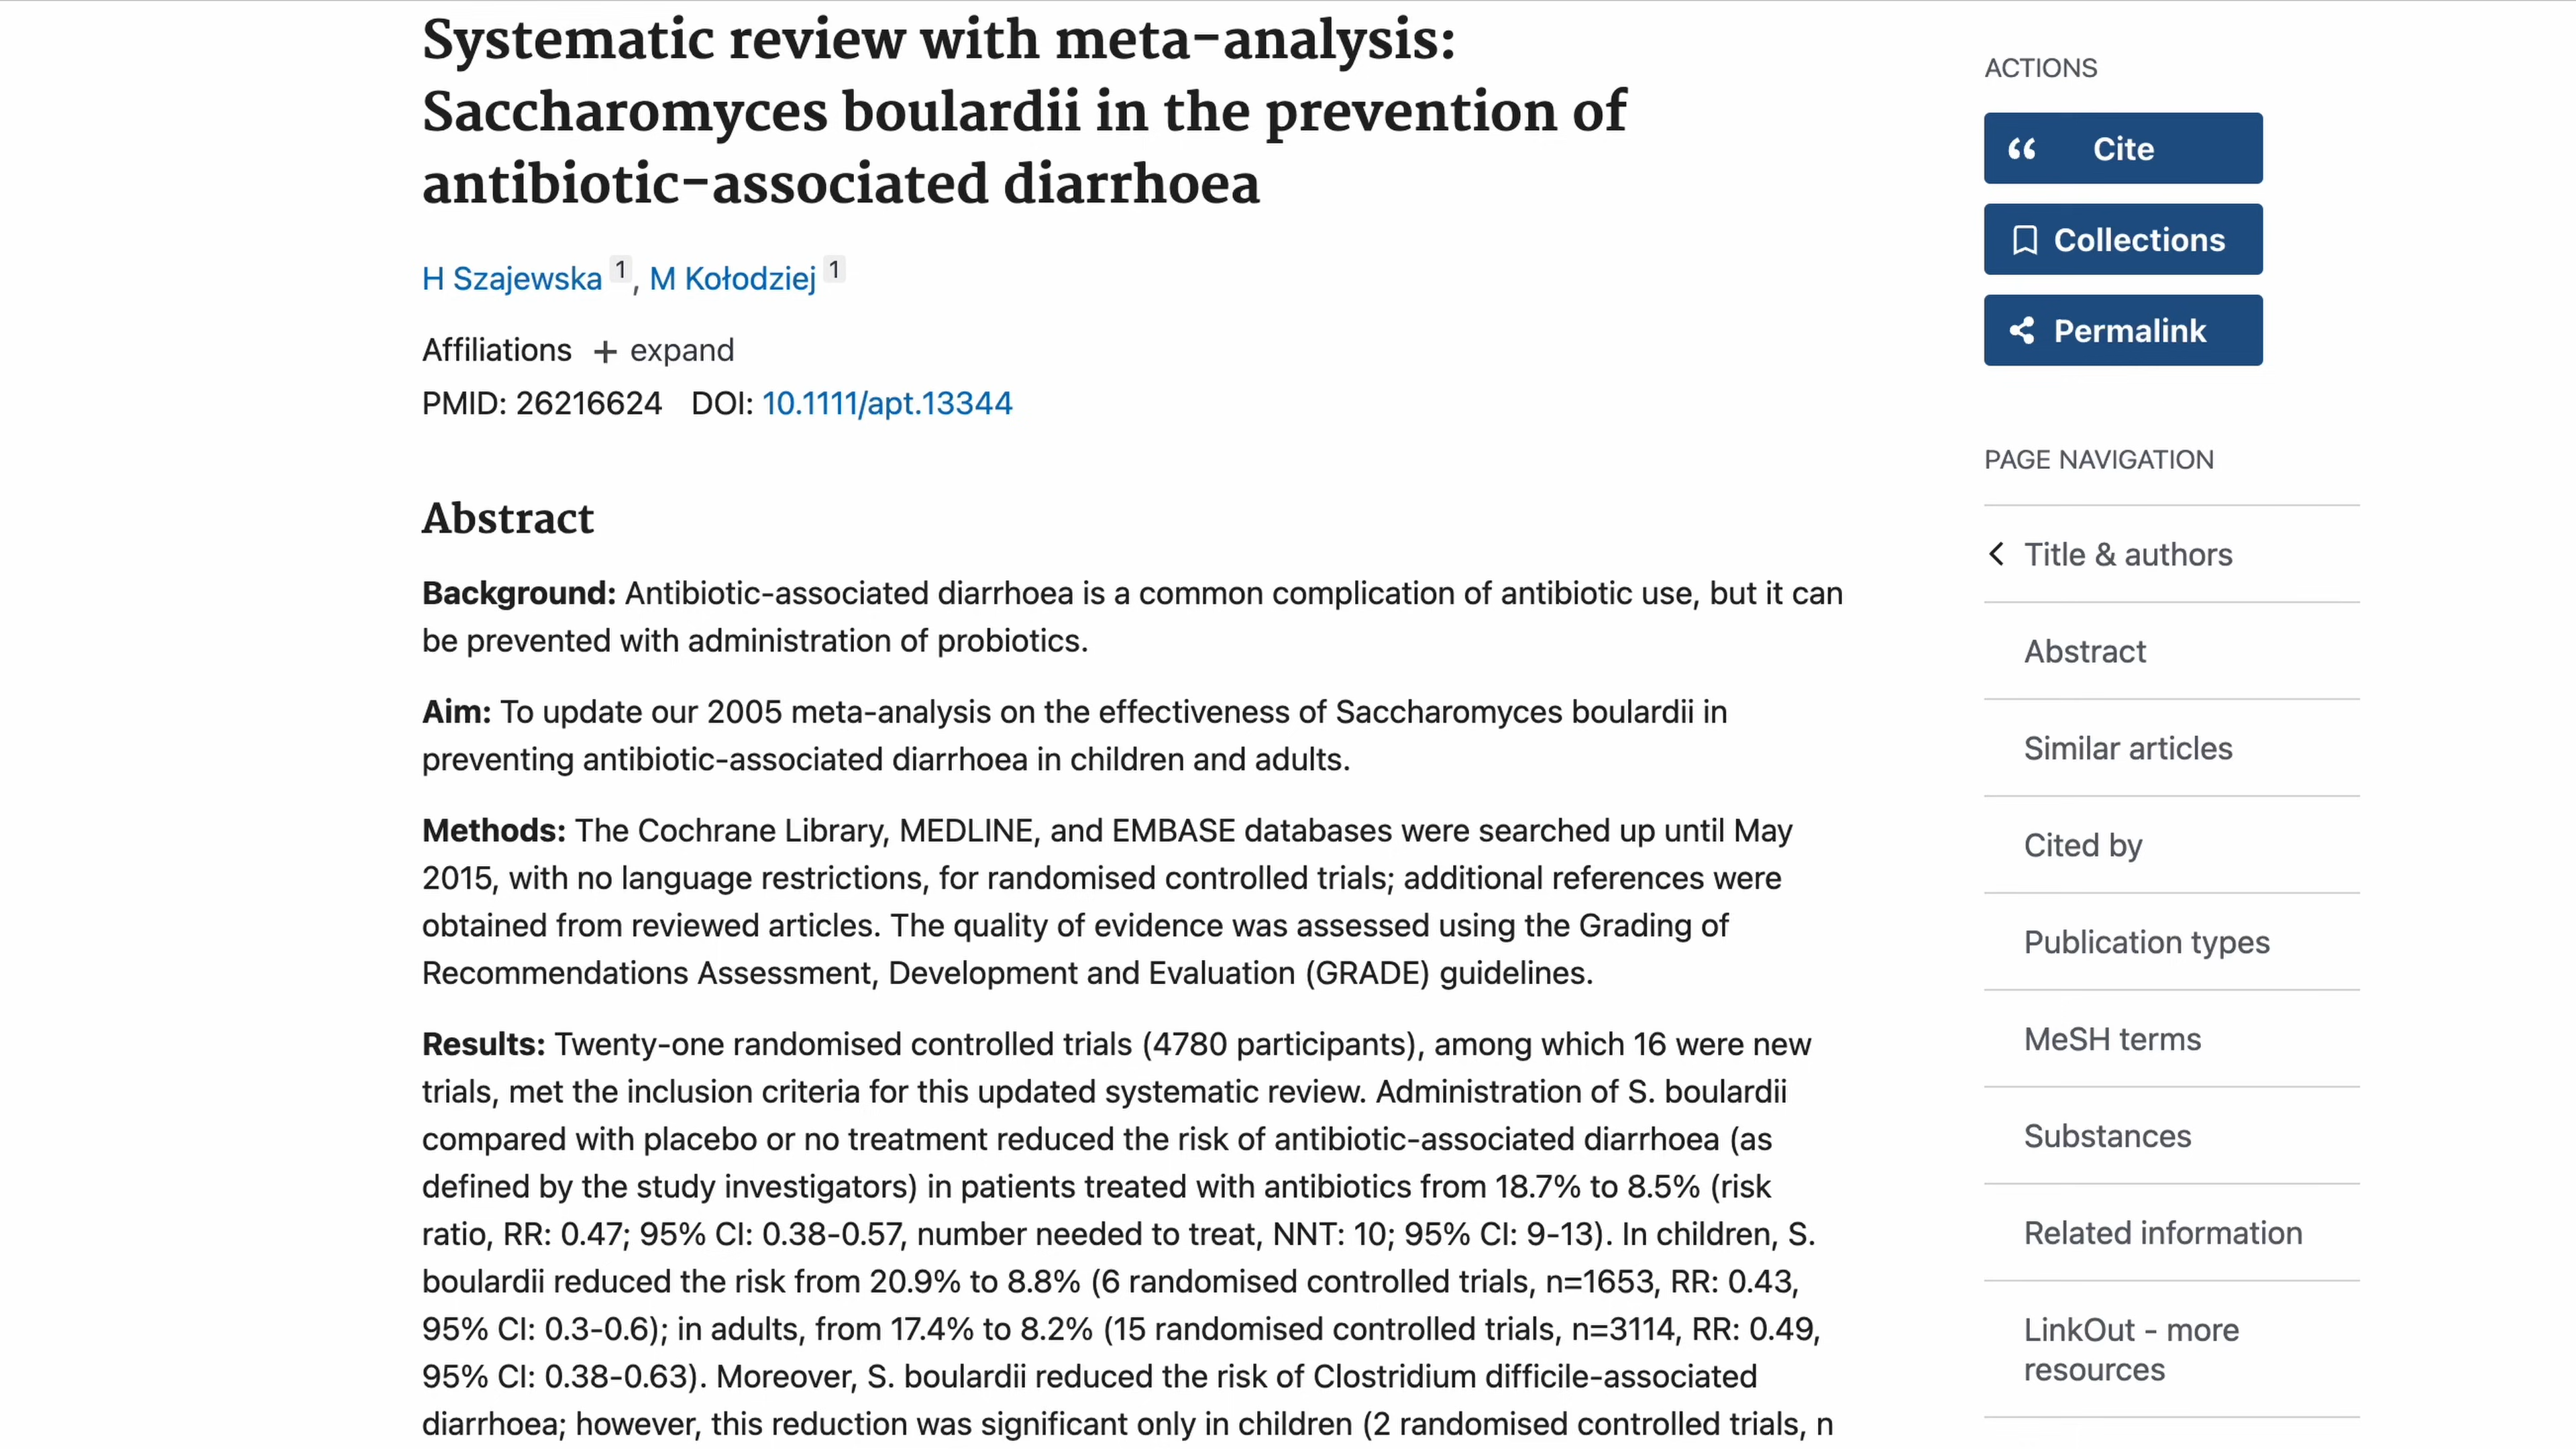 Systematic review with meta-analysis:
Saccharomyces boulardii in the prevention of
antibiotic-associated diarrhoea
H Szajewska 1, M Kołodziej 1
Affiliations + expand
PMID: 26216624 DOI: 10.1111/apt.13344
Abstract
Background: Antibiotic-associated diarrhoea is a common complication of antibiotic use, but it can
be prevented with administration of probiotics.
Aim: To update our 2005 meta-analysis on the effectiveness of Saccharomyces boulardii in
preventing antibiotic-associated diarrhoea in children and adults.
Methods: The Cochrane Library, MEDLINE, and EMBASE databases were searched up until May
2015, with no language restrictions, for randomised controlled trials; additional references were
obtained from reviewed articles. The quality of evidence was assessed using the Grading of
Recommendations Assessment, Development and Evaluation (GRADE) guidelines.
Results: Twenty-one randomised controlled trials (4780 participants), among which 16 were new
trials, met the inclusion criteria for this updated systematic review. Administration of S. boulardii
compared with placebo or no treatment reduced the risk of antibiotic-associated diarrhoea (as
defined by the study investigators) in patients treated with antibiotics from 18.7% to 8.5% (risk
ratio, RR: 0.47; 95% CI: 0.38-0.57, number needed to treat, NNT: 10; 95% CI: 9-13). In children, S.
boulardii reduced the risk from 20.9% to 8.8% (6 randomised controlled trials, n=1653, RR: 0.43,
95% CI: 0.3-0.6); in adults, from 17.4% to 8.2% (15 randomised controlled trials, n=3114, RR: 0.49,
95% CI: 0.38-0.63). Moreover, S. boulardii reduced the risk of Clostridium difficile-associated
diarrhoea; however, this reduction was significant only in children (2 randomised controlled trials, n
ACTIONS
Cite
Collections
Permalink
PAGE NAVIGATION
Title & authors
Abstract
Similar articles
Cited by
Publication types
MeSH terms
Substances
Related information
LinkOut - more
resources